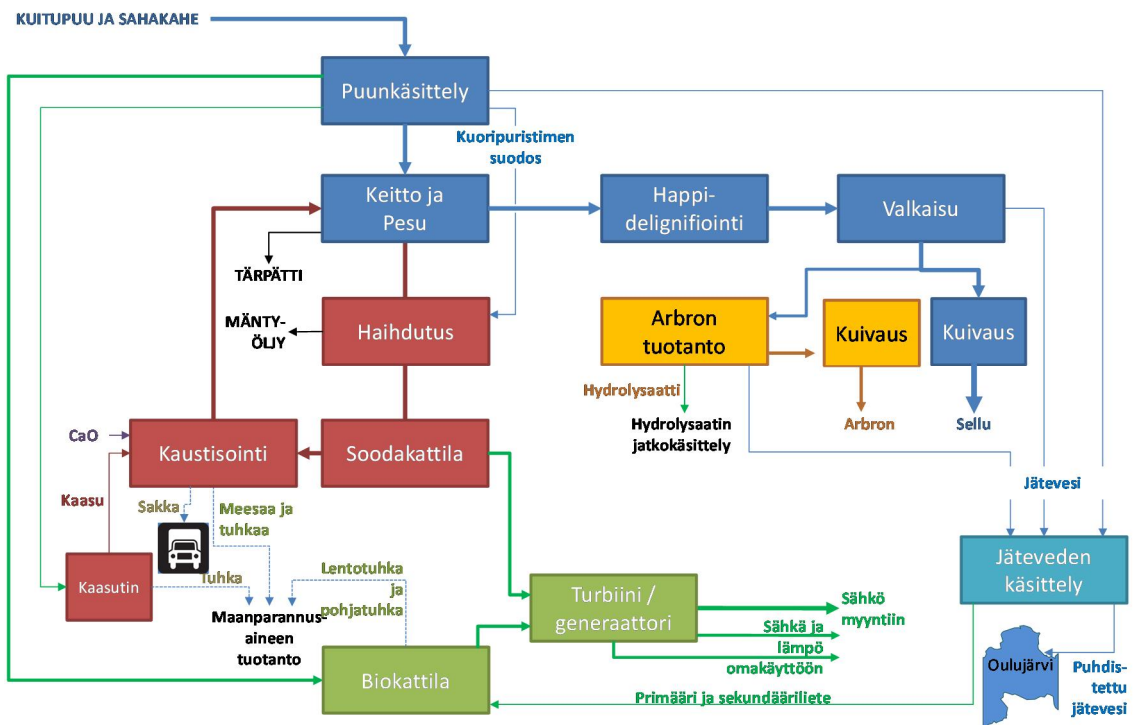 KUITUPUU JA SAHAKAHE
Puunkäsittely
Kuoripuristimen
suodos
Keitto ja
Pesu
Happi-
delignifiointi
Valkaisu
TÄRPÄTTI
MÄNTY-
ÖLJY
Haihdutus
Arbron
tuotanto
Kuivaus
Kuivaus
Hydrolysaatti
Hydrolysaatin
jatkokäsittely
Arbron
Sellu
CaO
Kaustisointi
Soodakattila
Kaasu
Sakka
Meesaa ja
tuhkaa
Jätevesi
Kaasutin
Tuhka
Lentotuhka
ja
pohjatuhka
Maanparannus-
aineen
tuotanto
Turbiini /
generaattori
Sähkö
myyntiin
Sähkä ja
lämpö
omakäyttöön
Jäteveden
käsittely
Biokattila
Primääri ja sekundääriliete
Oulujärvi
Puhdis-
tettu
jätevesi